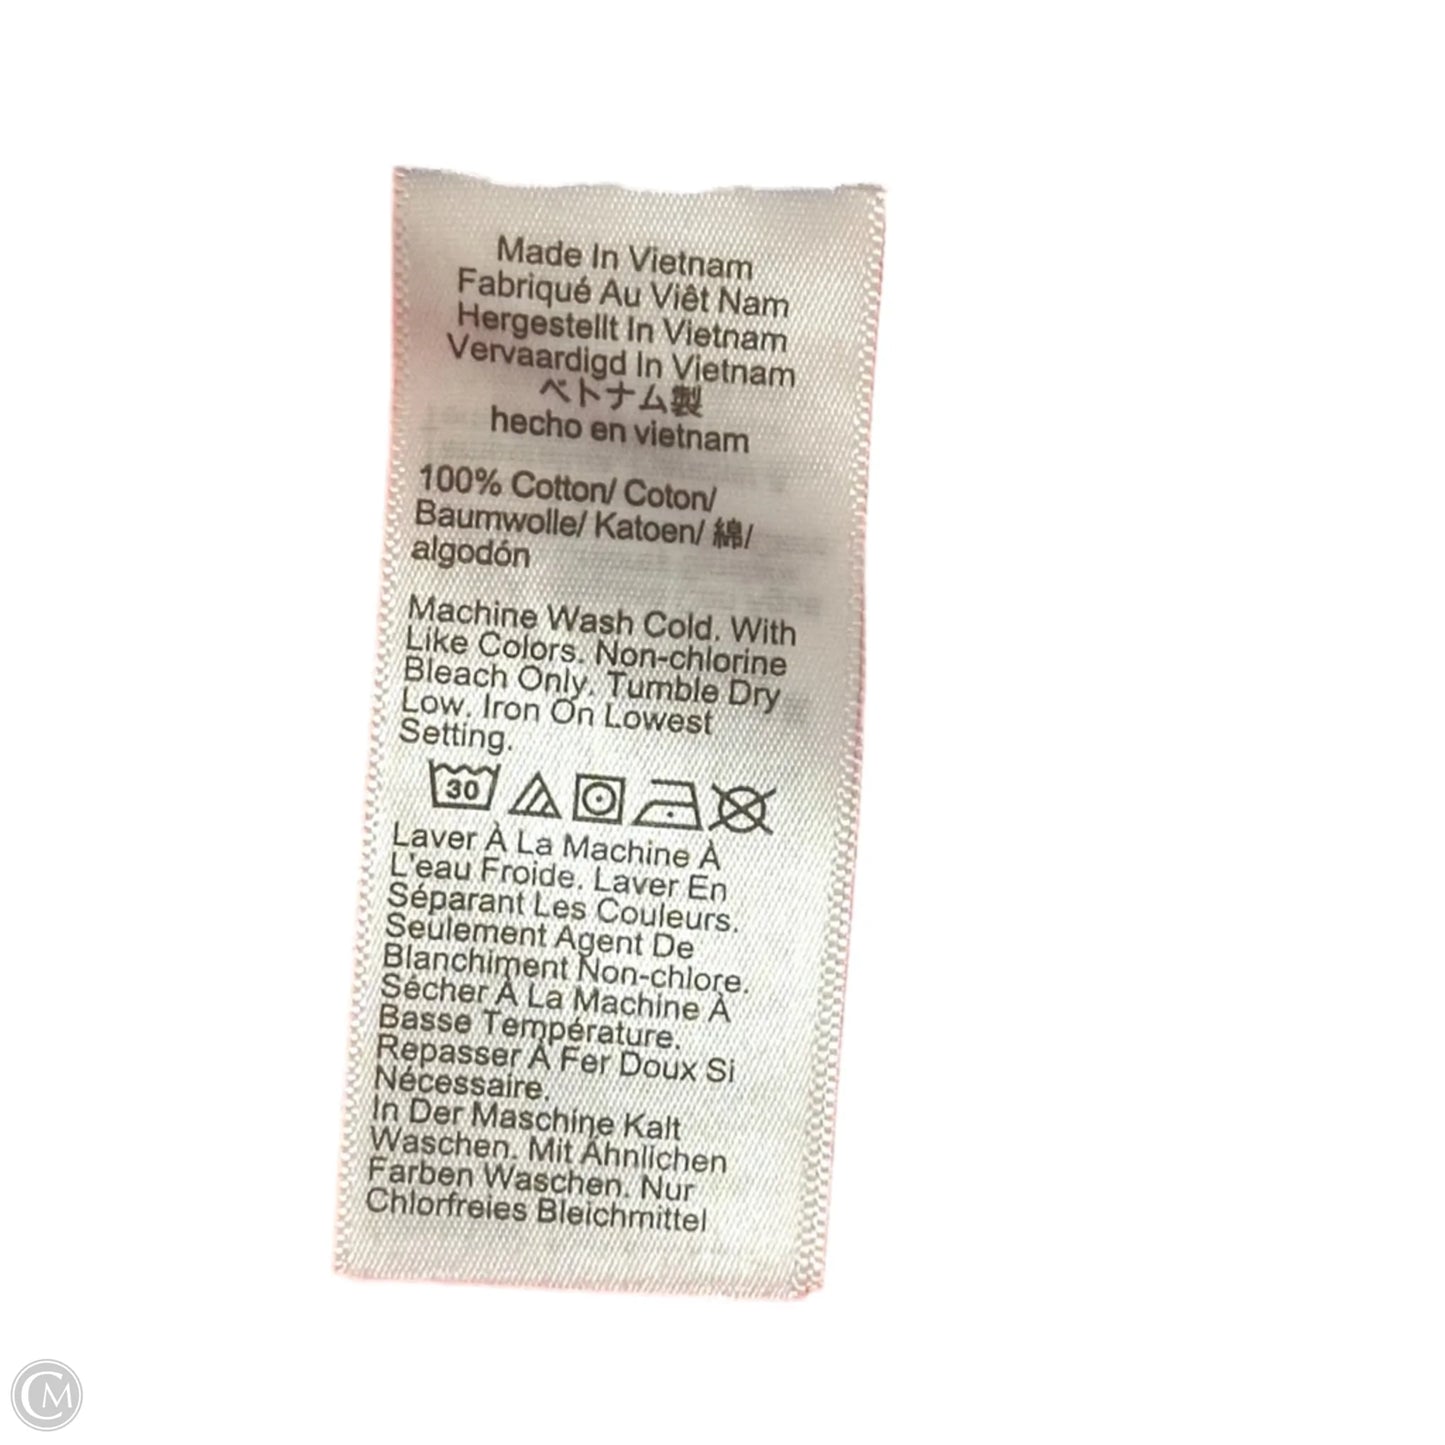 Made In Vietnam
Fabriqué Au Viêt Nam
Hergestellt In Vietnam
Vervaardigd In Vietnam
ベトナム製
hecho en vietnam
100% Cotton/ Coton/
Baumwolle/ Katoen/ 綿/
algodón
Machine Wash Cold. With
Like Colors. Non-chlorine
Bleach Only. Tumble Dry
Low. Iron On Lowest
Setting.
30
Laver À La Machine À
L'eau Froide. Laver En
Séparant Les Couleurs.
Seulement Agent De
Blanchiment Non-chlore.
Sécher À La Machine À
Basse Température.
Repasser À Fer Doux Si
Nécessaire.
In Der Maschine Kalt
Waschen. Mit Ähnlichen
Farben Waschen. Nur
Chlorfreies Bleichmittel
CM